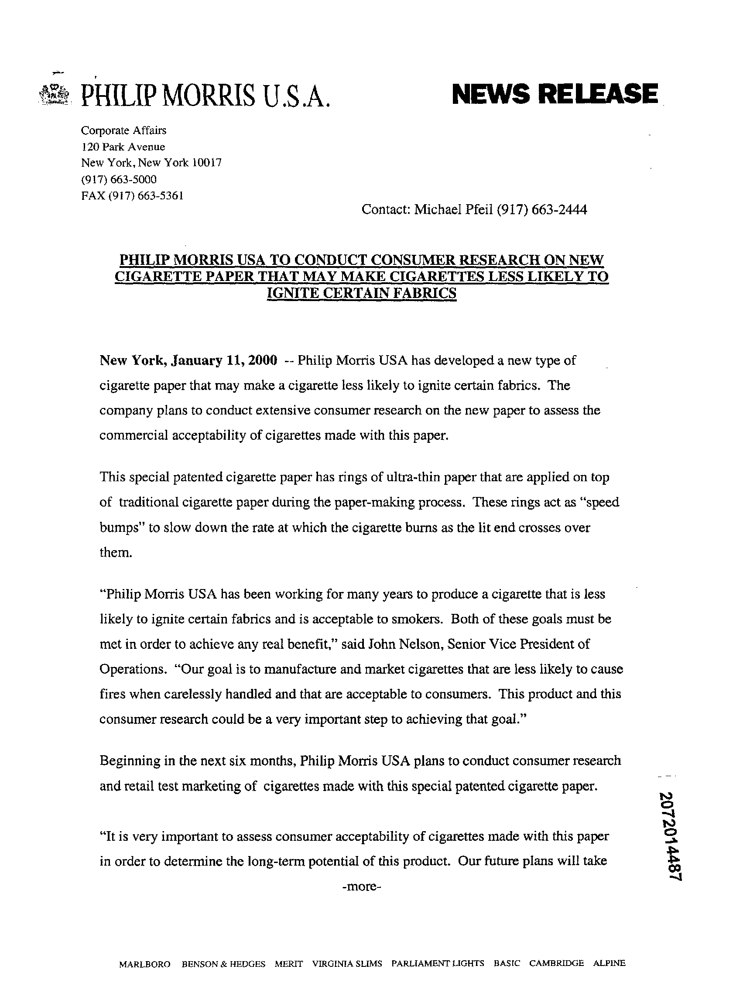 PHILIP MORRIS U.S.A.
NEWS RELEASE
Corporate Affairs
120 Park Avenue
New York, New York 10017
(917) 663-5000
FAX (917) 663-5361
Contact: Michael Pfeil (917) 663-2444
PHILIP MORRIS USA TO CONDUCT CONSUMER RESEARCH ON NEW
CIGARETTE PAPER THAT MAY MAKE CIGARETTES LESS LIKELY TO
IGNITE CERTAIN FABRICS
New York, January 11, 2000 -- Philip Morris USA has developed a new type of
cigarette paper that may make a cigarette less likely to ignite certain fabrics. The
company plans to conduct extensive consumer research on the new paper to assess the
commercial acceptability of cigarettes made with this paper.
This special patented cigarette paper has rings of ultra-thin paper that are applied on top
of traditional cigarette paper during the paper-making process. These rings act as “speed
bumps” to slow down the rate at which the cigarette burns as the lit end crosses over
them.
“Philip Morris USA has been working for many years to produce a cigarette that is less
likely to ignite certain fabrics and is acceptable to smokers. Both of these goals must be
met in order to achieve any real benefit,” said John Nelson, Senior Vice President of
Operations. “Our goal is to manufacture and market cigarettes that are less likely to cause
fires when carelessly handled and that are acceptable to consumers. This product and this
consumer research could be a very important step to achieving that goal.”
Beginning in the next six months, Philip Morris USA plans to conduct consumer research
and retail test marketing of cigarettes made with this special patented cigarette paper.
“It is very important to assess consumer acceptability of cigarettes made with this paper
in order to determine the long-term potential of this product. Our future plans will take
-more-
2072014487
MARLBORO BENSON & HEDGES MERIT VIRGINIA SLIMS PARLIAMENT LIGHTS BASIC CAMBRIDGE ALPINE